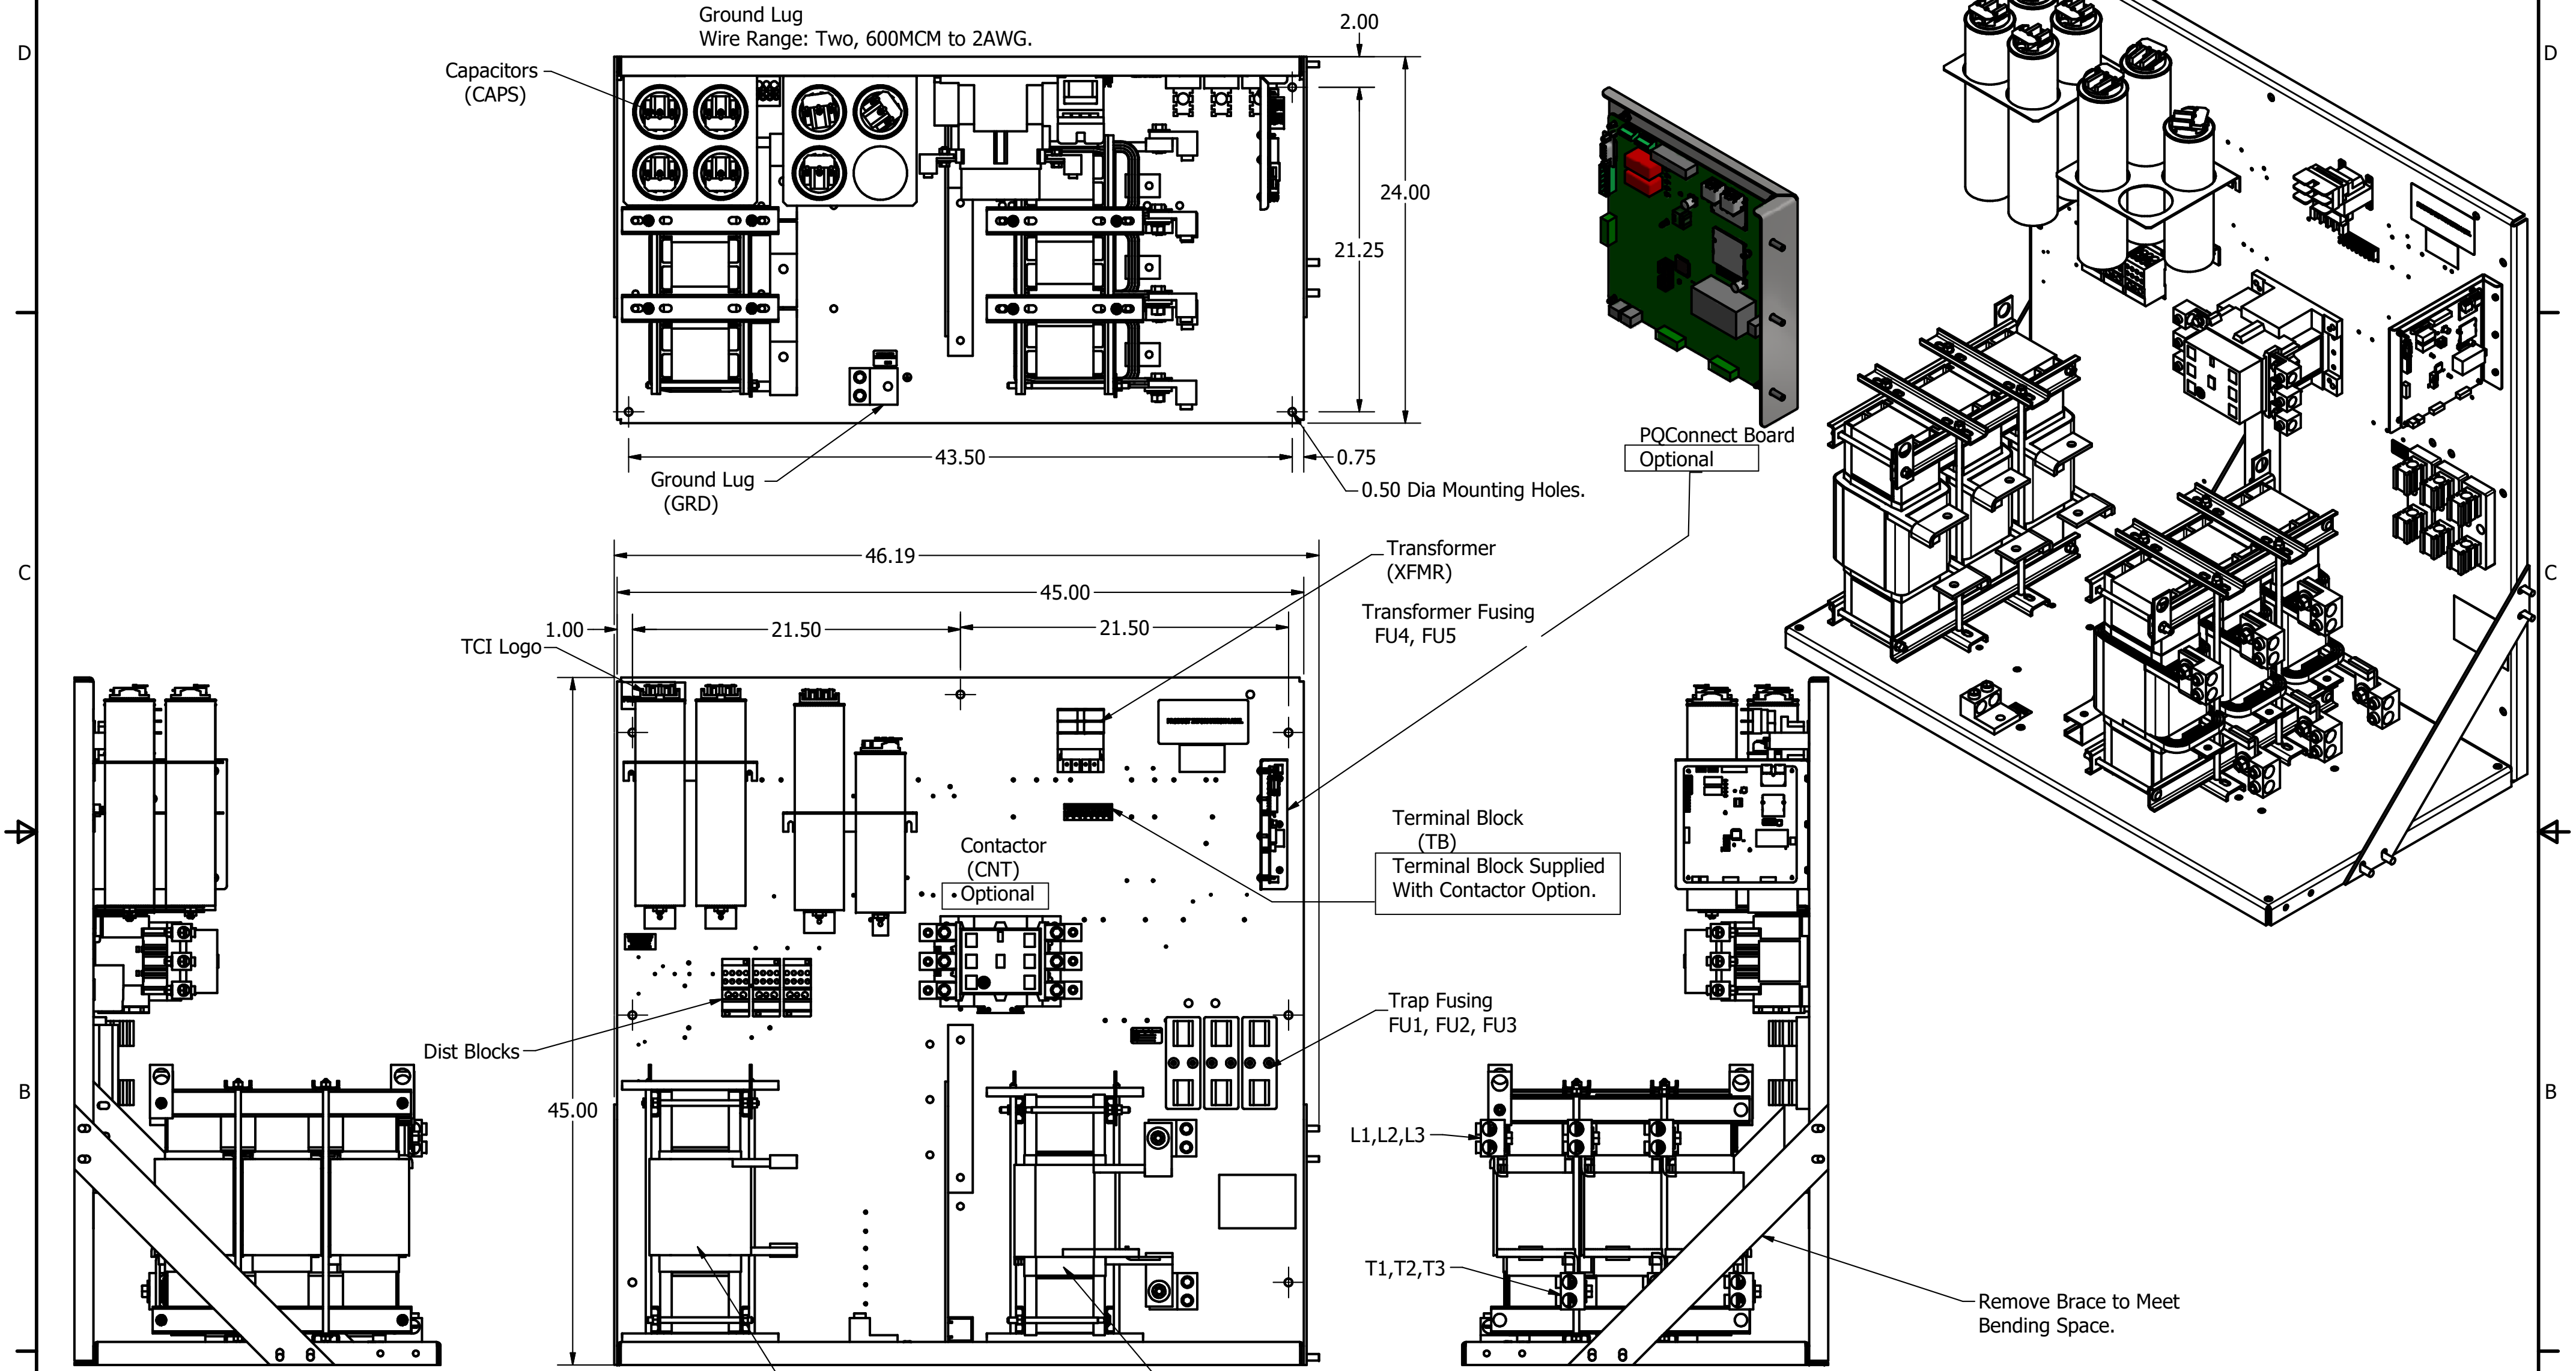 Ground Lug
Wire Range: Two, 600MCM to 2AWG.
2.00
D
D
Capacitors
(CAPS)
24.00
21.25
43.50
0.75
Ground Lug
(GRD)
0.50 Dia Mounting Holes.
PQConnect Board
Optional
46.19
Transformer
(XFMR)
C
C
45.00
Transformer Fusing
FU4, FU5
1.00
21.50
21.50
TCI Logo
Terminal Block
(TB)
Terminal Block Supplied
With Contactor Option.
Contactor
(CNT)
Optional
Trap Fusing
FU1, FU2, FU3
Dist Blocks
B
B
45.00
L1,L2,L3
T1,T2,T3
Remove Brace to Meet
Bending Space.